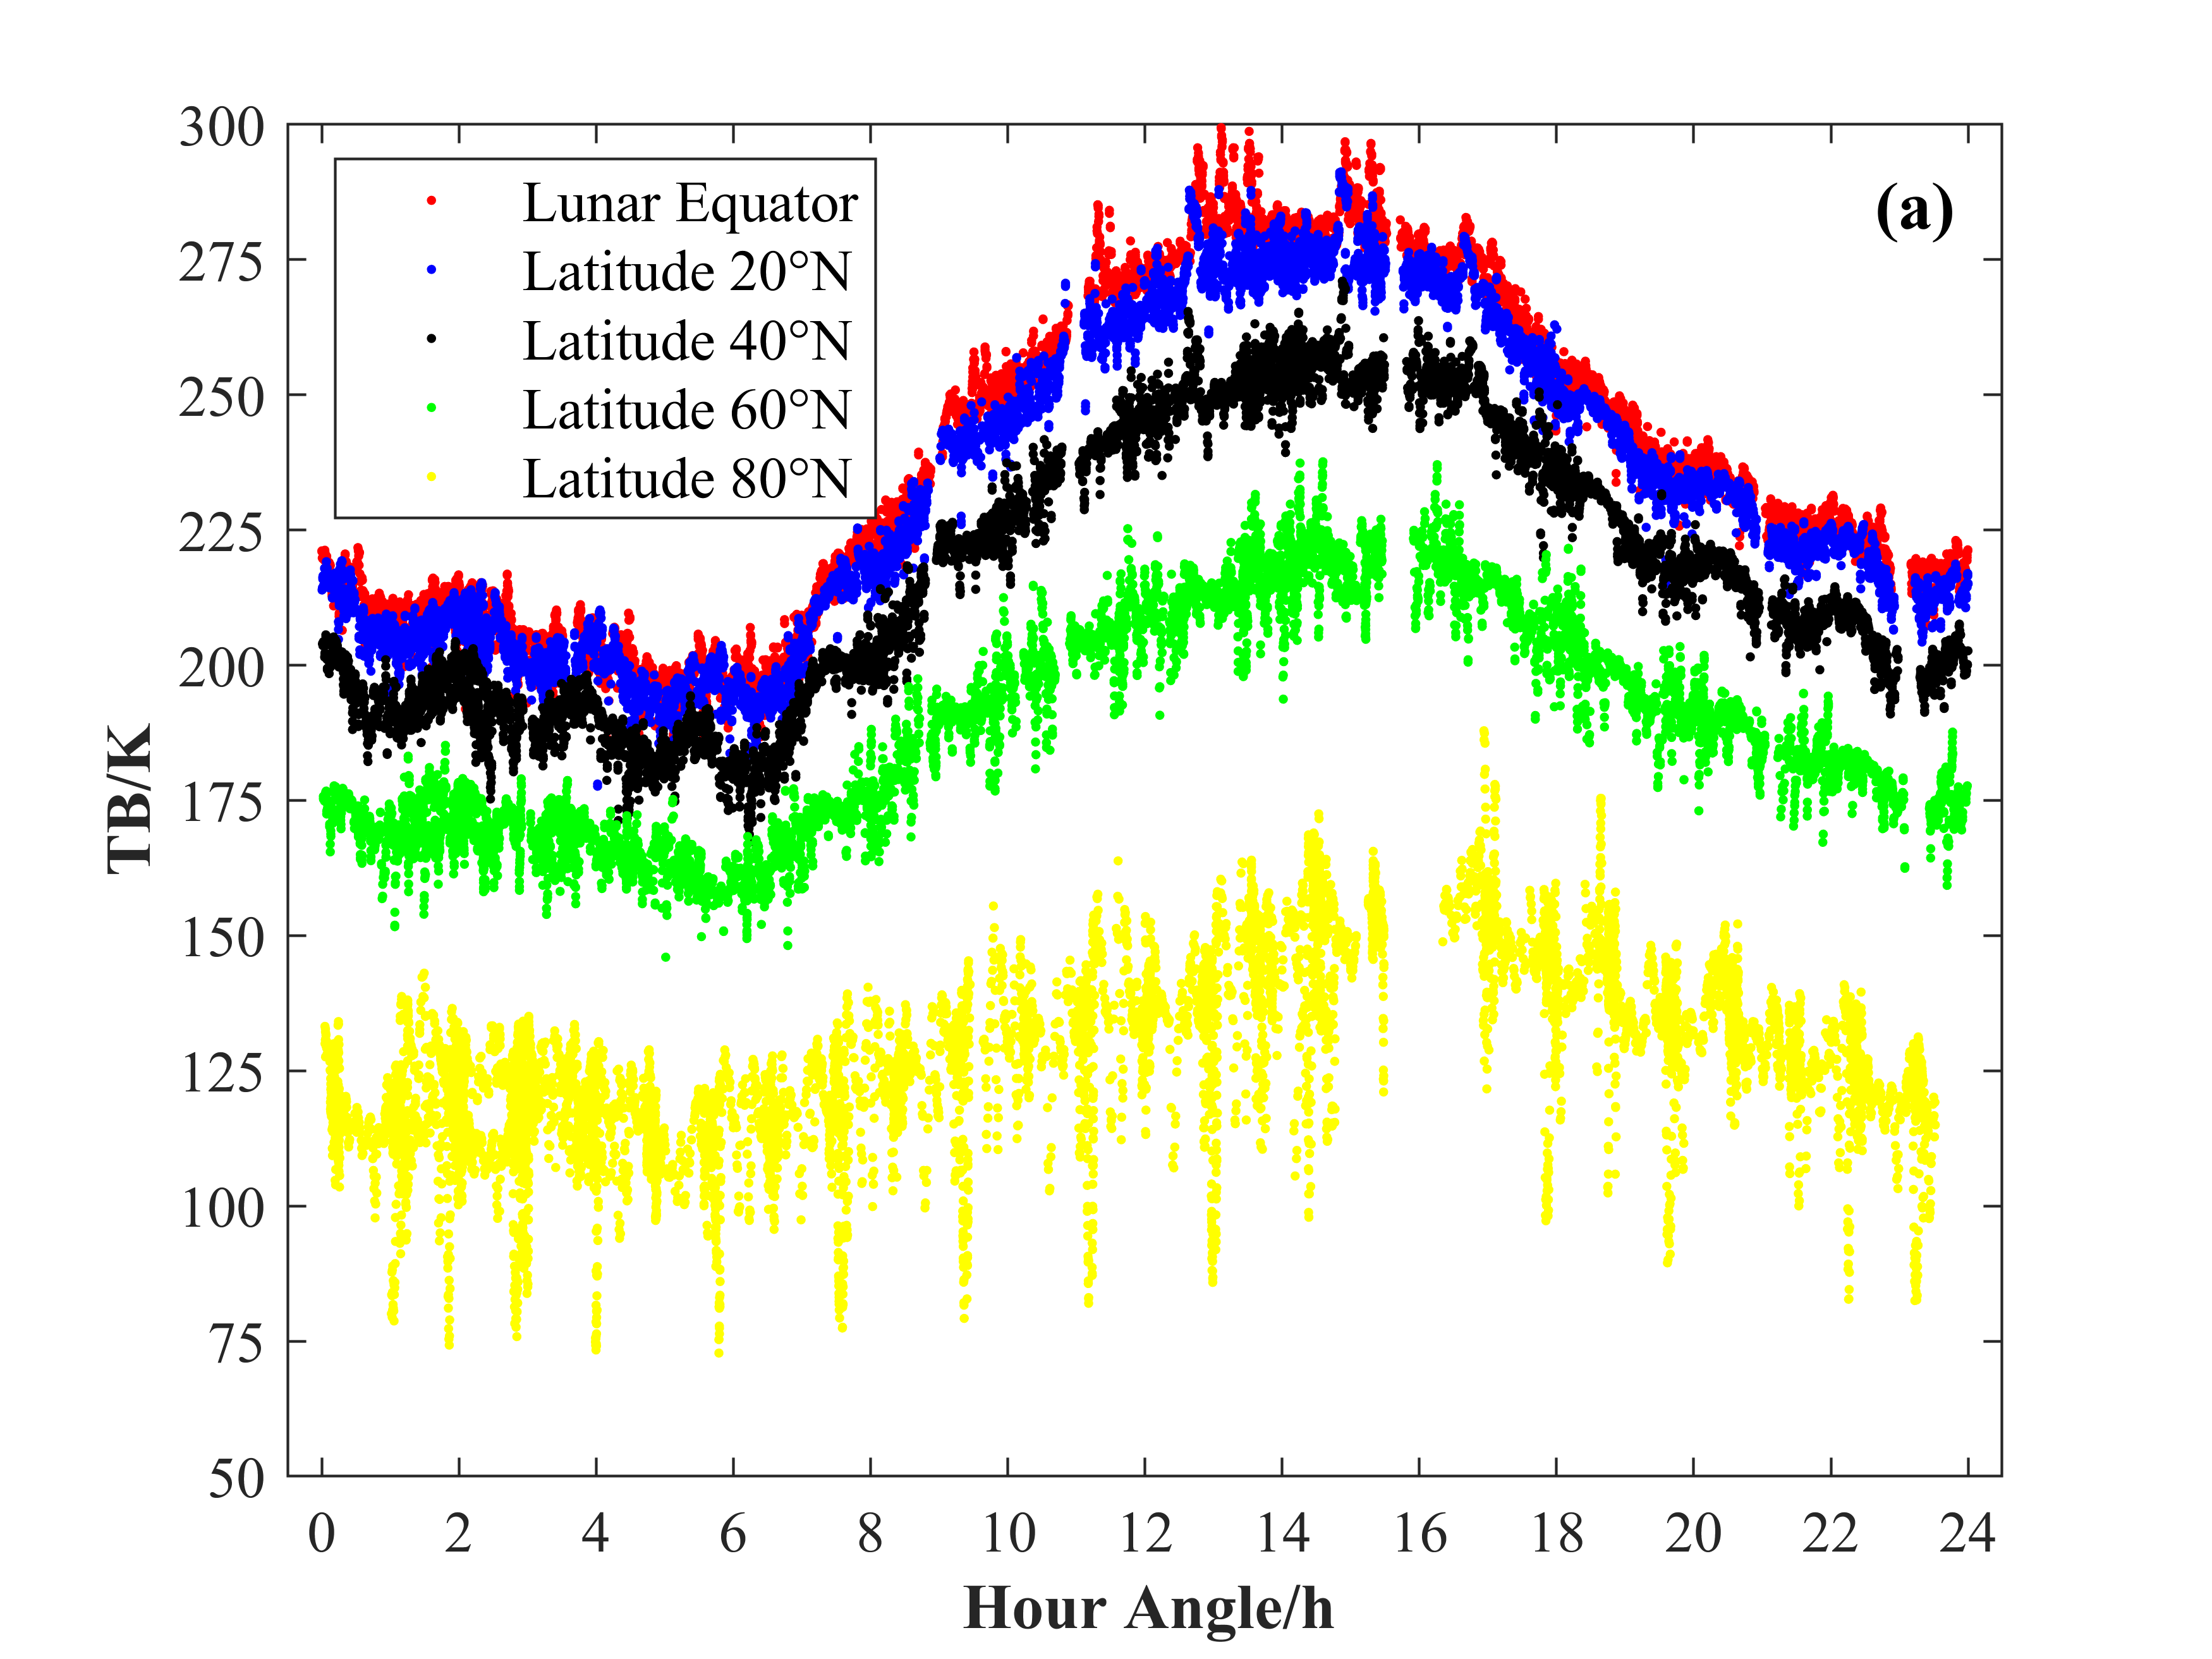 300
275
250
225
200
175
150
125
100
75
50
TB/K
Lunar Equator
Latitude 20°N
Latitude 40°N
Latitude 60°N
Latitude 80°N
(a)
0 2 4 6 8 10 12 14 16 18 20 22 24
Hour Angle/h